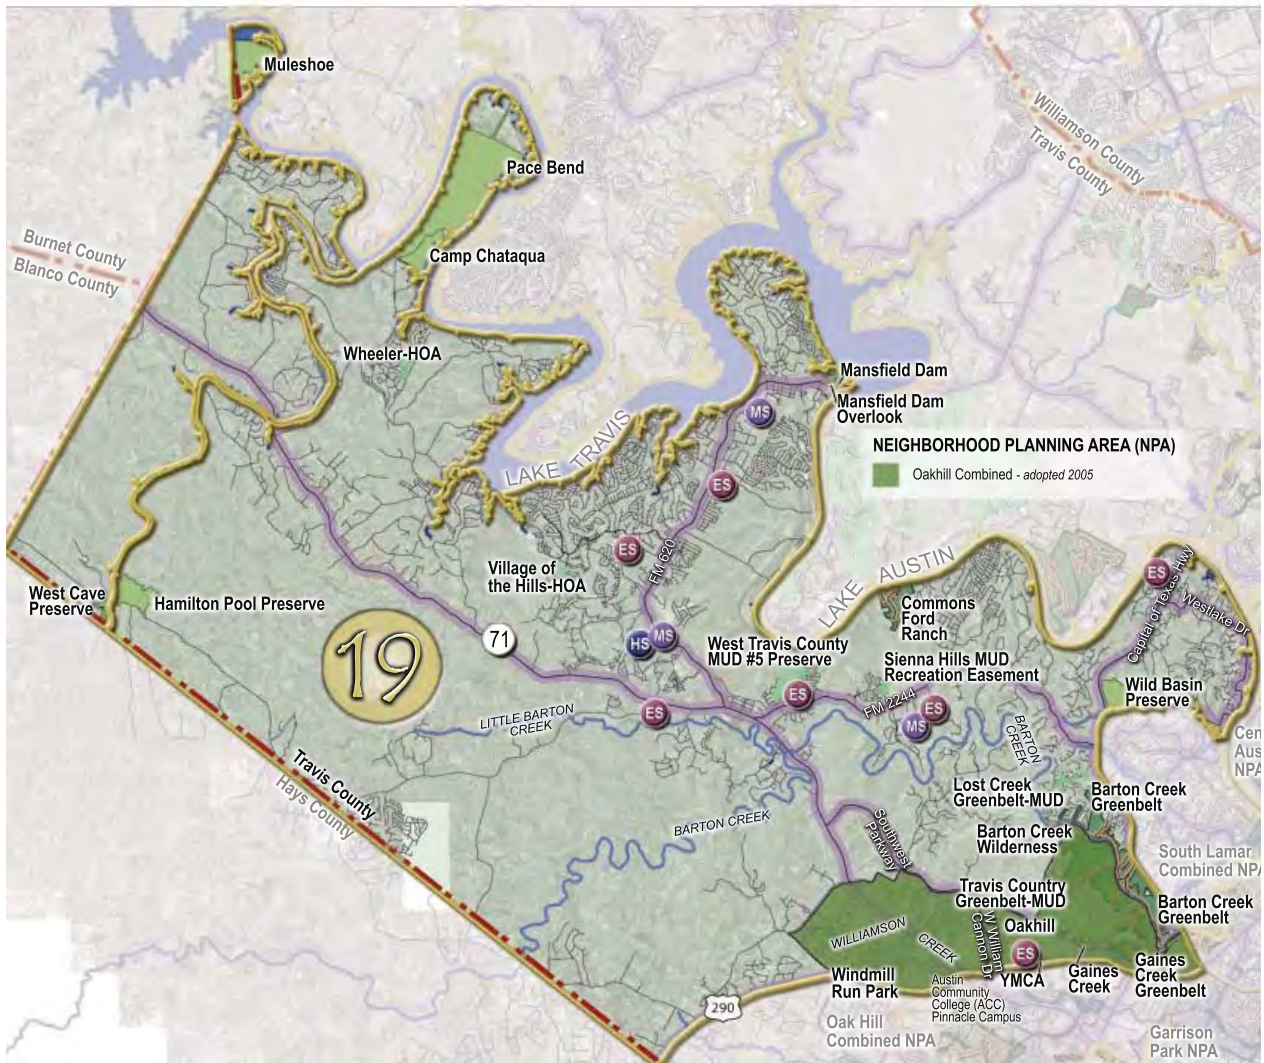 Muleshoe
Pace Bend
Camp Chataqua
Williamson County
Travis County
Burnet County
Blanco County
Wheeler-HOA
Mansfield Dam
Mansfield Dam
Overlook
MS
LAKE TRAVIS
NEIGHBORHOOD PLANNING AREA (NPA)
Oakhill Combined - adopted 2005
ES
ES
FM 620
Village of
the Hills-HOA
LAKE AUSTIN
ES
Capital of Texas Hwy
Westlake Dr
West Cave
Preserve
Hamilton Pool Preserve
Commons
Ford
Ranch
19
71
HS
MS
West Travis County
MUD #5 Preserve
Sienna Hills MUD
Recreation Easement
ES
FM 2244
ES
MS
Wild Basin
Preserve
ES
LITTLE BARTON
CREEK
BARTON
CREEK
Cen
Aus
NPA
Travis County
Hays County
Lost Creek
Greenbelt-MUD
Barton Creek
Greenbelt
BARTON CREEK
Southwest
Parkway
Barton Creek
Wilderness
South Lamar
Combined NPA
Travis Country
Greenbelt-MUD
Barton Creek
Greenbelt
Oakhill
W William
Cannon Dr
WILLIAMSON
CREEK
ES
YMCA
Windmill
Run Park
Gaines
Creek
Gaines
Creek
Greenbelt
Austin
Community
College (ACC)
Pinnacle Campus
290
Oak Hill
Combined NPA
Garrison
Park NPA